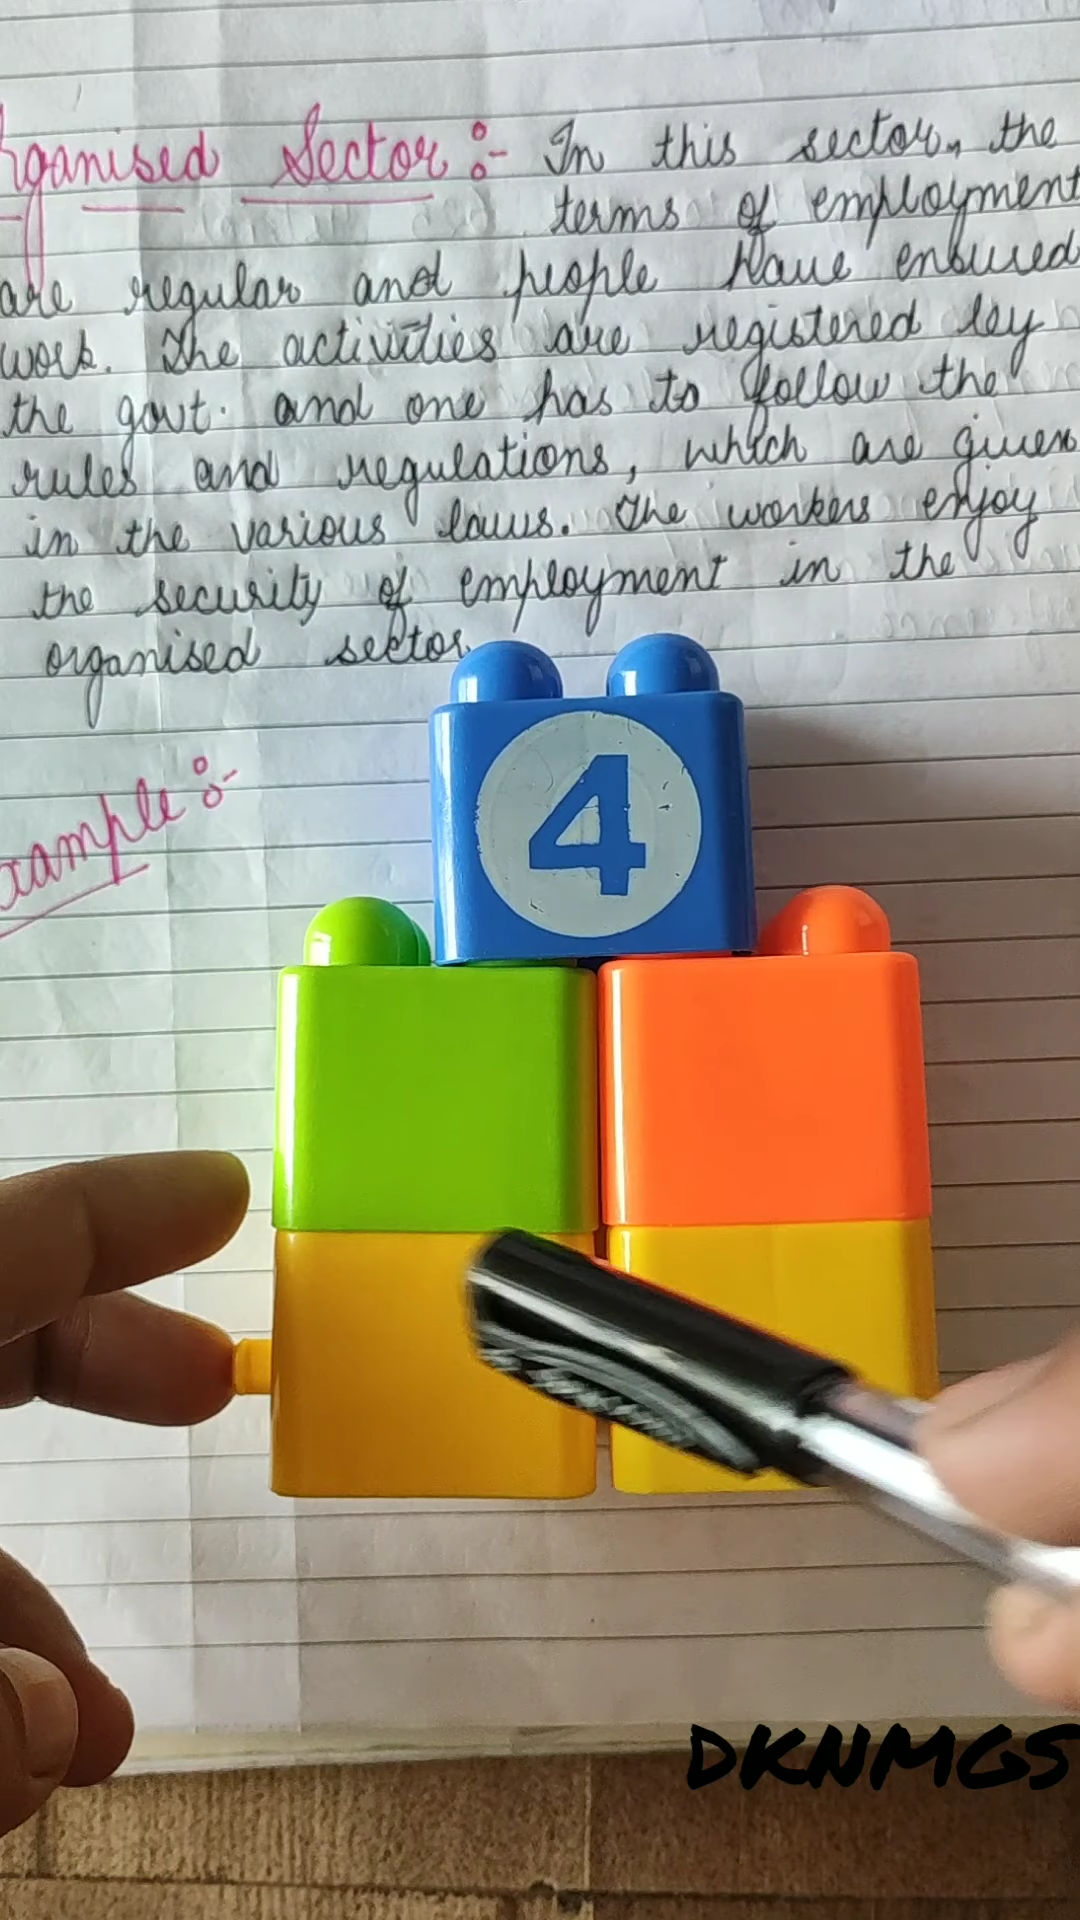 rganised Sector :- In this sector, the
terms of employment
are regular and people have ensured
work. The activities are registered by
the govt. and one has to follow the
rules and regulations, which are given
in the various laws. The workers enjoy
the security of employment in the
organised sector
xample :-
4
DKNMGS